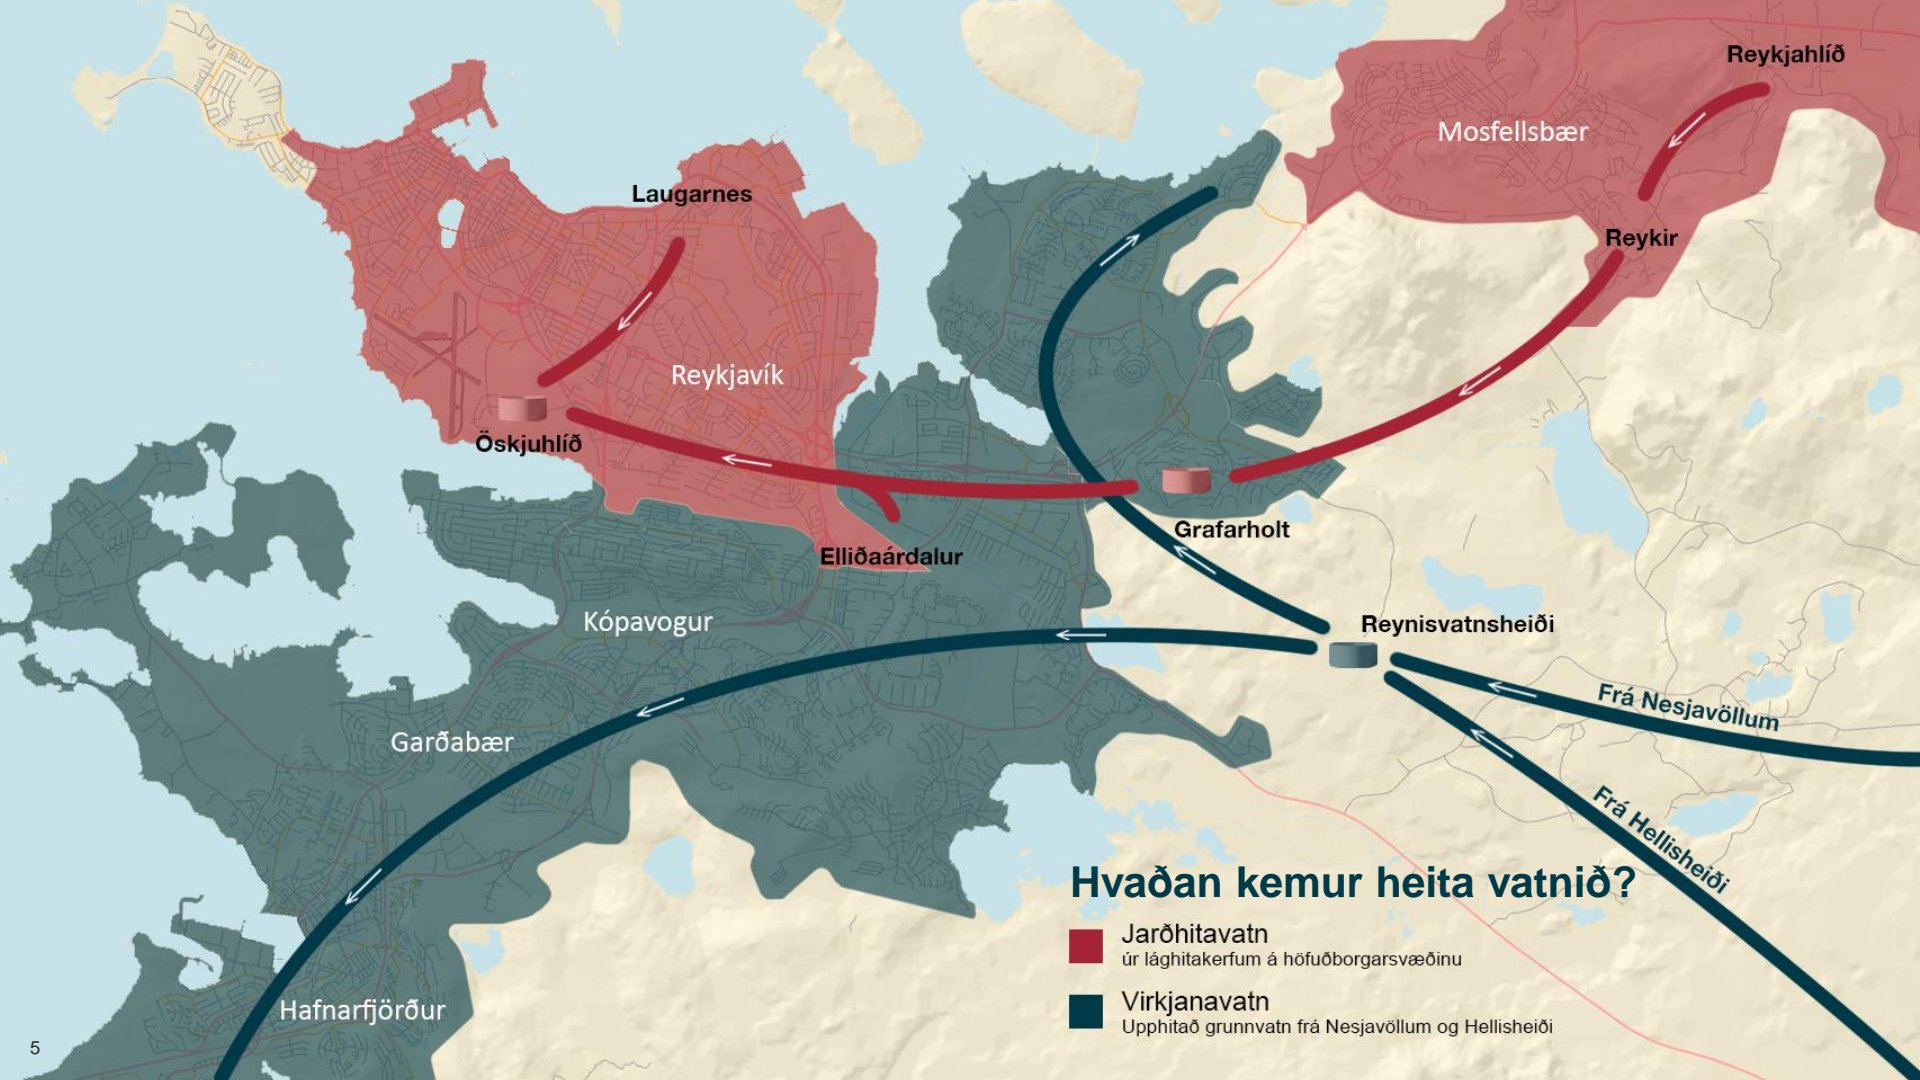 Reykjahlíð
Mosfellsbær
Laugarnes
Reykir
Reykjavík
Öskjuhlíð
Grafarholt
Elliðaárdalur
Kópavogur
Reynisvatnsheiði
Frá Nesjavöllum
Garðabær
Frá Hellisheiði
Hvaðan kemur heita vatnið?
Jarðhitavatn
úr lághitakerfum á höfuðborgarsvæðinu
Virkjanavatn
Upphitað grunnvatn frá Nesjavöllum og Hellisheiði
Hafnarfjörður
5